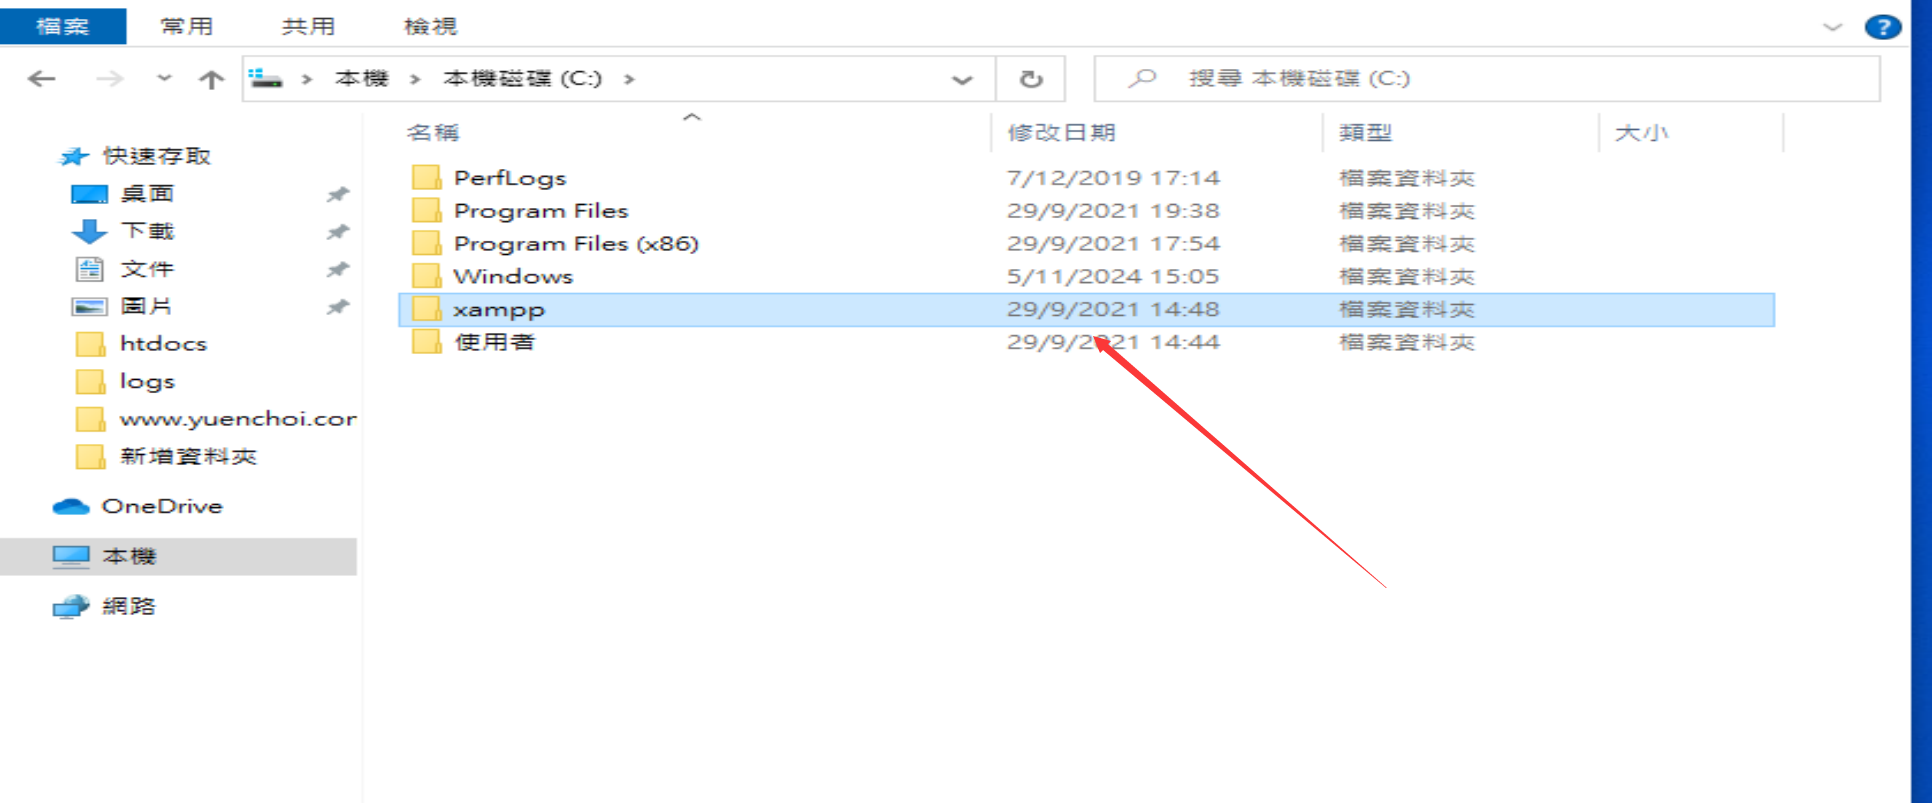 檔案 常用 共用 檢視
本機 本機磁碟 (C:) 搜尋 本機磁碟 (C:)
名稱 修改日期 類型 大小
快速存取
桌面
下載
文件
圖片
htdocs
logs
www.yuenchoi.cor
新增資料夾
OneDrive
本機
網路
PerfLogs 7/12/2019 17:14 檔案資料夾
Program Files 29/9/2021 19:38 檔案資料夾
Program Files (x86) 29/9/2021 17:54 檔案資料夾
Windows 5/11/2024 15:05 檔案資料夾
xampp 29/9/2021 14:48 檔案資料夾
使用者 29/9/2021 14:44 檔案資料夾